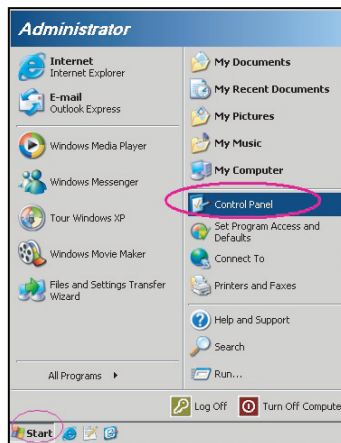 Administrator
Internet
Internet Explorer
E-mail
Outlook Express
Windows Media Player
Windows Messenger
Tour Windows XP
Windows Movie Maker
Files and Settings Transfer
Wizard
All Programs
My Documents
My Recent Documents
My Pictures
My Music
My Computer
Control Panel
Set Program Access and
Defaults
Connect To
Printers and Faxes
Help and Support
Search
Run...
Log Off
Turn Off Compute
Start